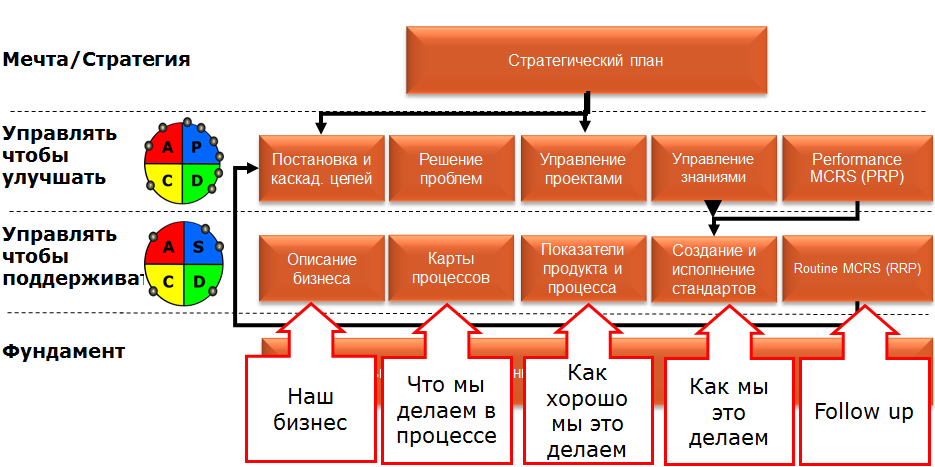 Мечта/Стратегия
Стратегический план
Управлять
чтобы
улучшать
A P
C D
Постановка и
каскад. целей
Решение
проблем
Управление
проектами
Управление
знаниями
Performance
MCRS (PRP)
Управлять
чтобы
поддерживат
A S
C D
Описание
бизнеса
Карты
процессов
Показатели
продукта и
процесса
Создание и
исполнение
стандартов
Routine MCRS (RRP)
Фундамент
Наш
бизнес
Что мы
делаем в
процессе
Как
хорошо
мы это
делаем
Как мы
это
делаем
Follow up